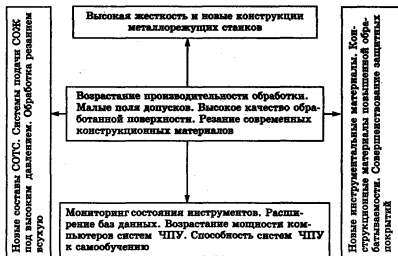 Высокая жесткость и новые конструкции
металлорежущих станков
Новые составы СОТС. Системы подачи СОЖ
под высоким давлением. Обработка резанием
всухую
Возрастание производительности обработки.
Малые поля допусков. Высокое качество обра-
ботанной поверхности. Резание современных
конструкционных материалов
Новые инструментальные материалы. Кон-
струкционные материалы повышенной обра-
батываемости. Совершенствование защитных
покрытий
Мониторинг состояния инструментов. Расши-
рение баз данных. Возрастание мощности ком-
пьютеров систем ЧПУ. Способность систем ЧПУ
к самообучению